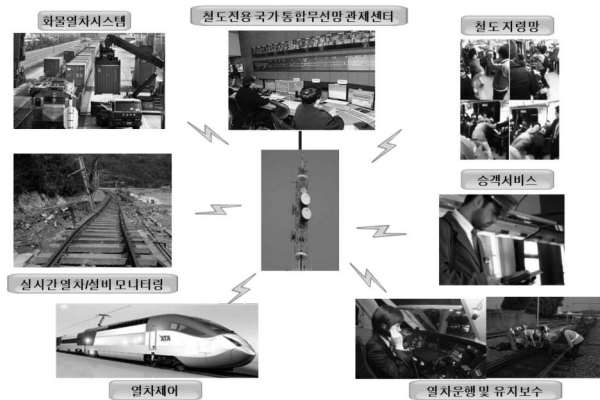 화물열차시스템
철도전용 국가 통합무선망 관제센터
철도 지령망
승객서비스
실시간 열차/설비 모니터링
열차제어
열차운행 및 유지보수